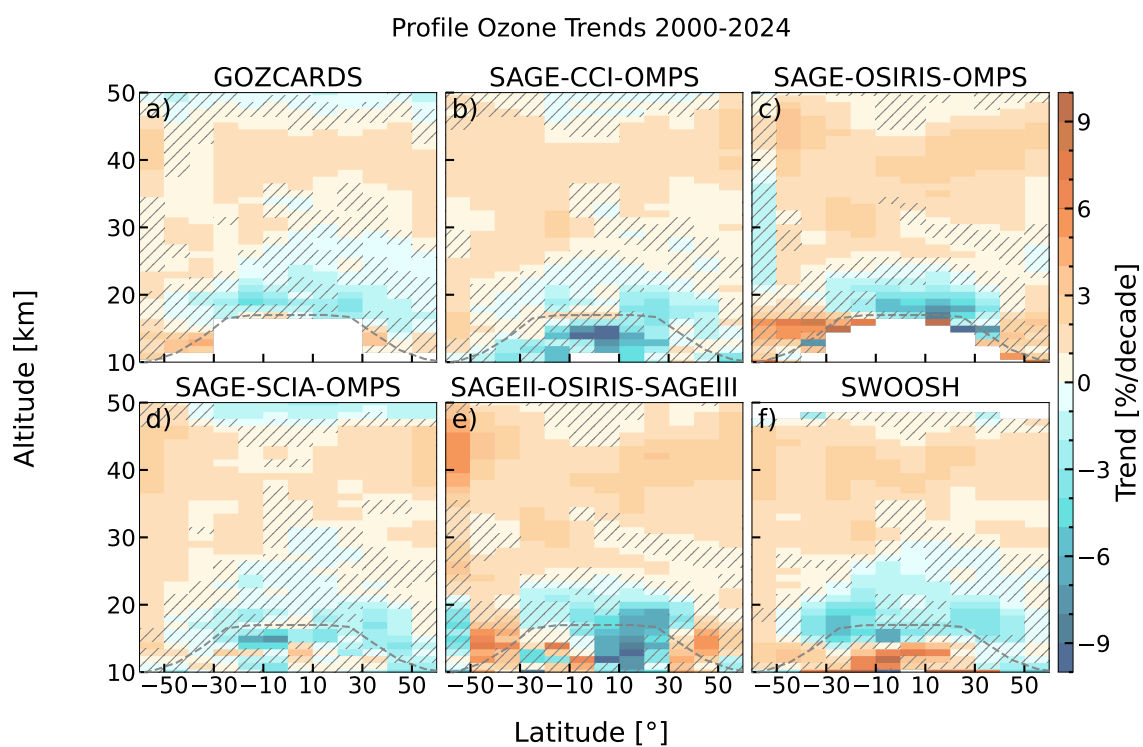 Profile Ozone Trends 2000-2024
GOZCARDS
SAGE-CCI-OMPS
SAGE-OSIRIS-OMPS
a)
b)
c)
50
40
30
20
10
SAGE-SCIA-OMPS
SAGEII-OSIRIS-SAGEIII
SWOOSH
d)
e)
f)
50
40
30
20
10
−50 −30 −10 10 30 50
−50 −30 −10 10 30 50
−50 −30 −10 10 30 50
Altitude [km]
Latitude [°]
9
6
3
0
−3
−6
−9
Trend [%/decade]